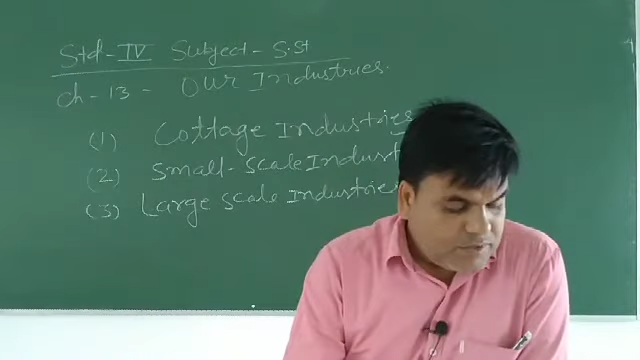 Std-IV Subject-S.st
Ch-13- Our Industries.
(1) Cottage Industries
(2) Small-Scale Indust
(3) Large Scale Industries